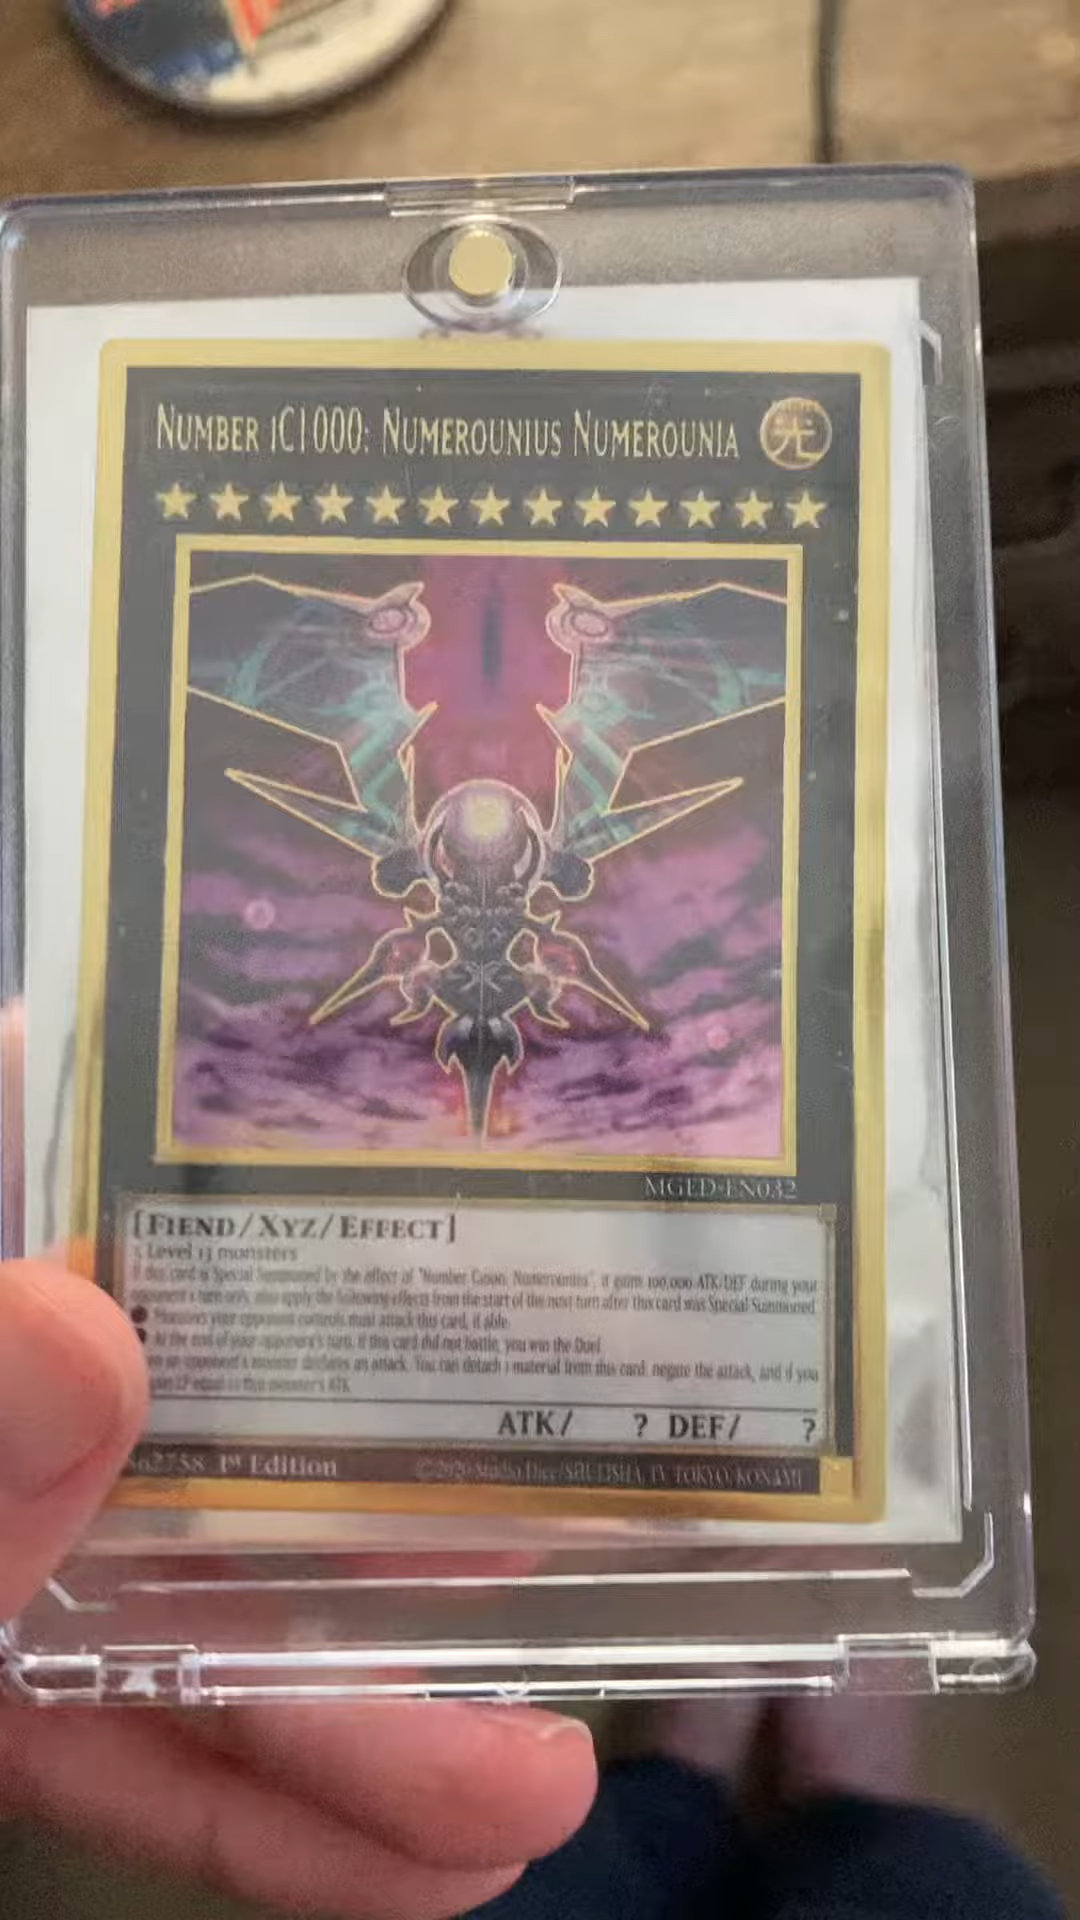 NUMBER iC1000: NUMEROUNIUS NUMEROUNIA
光
MGED-EN032
[FIEND/XYZ/EFFECT]
5 Level 13 monsters
If this card is Special Summoned by the effect of "Number Ciooo: Numerounius", it gains 100,000 ATK/DEF during your
opponent's turn only, also apply the following effects from the start of the next turn after this card was Special Summoned.
● Monsters your opponent controls must attack this card, if able.
● At the end of your opponent's turn, if this card did not battle, you win the Duel.
an opponent's monster declares an attack: You can detach 1 material from this card; negate the attack, and if you
LP equal to that monster's ATK.
ATK/ ? DEF/ ?
62758 1st Edition
©2020 Studio Dice/SHUEISHA, TV TOKYO, KONAMI